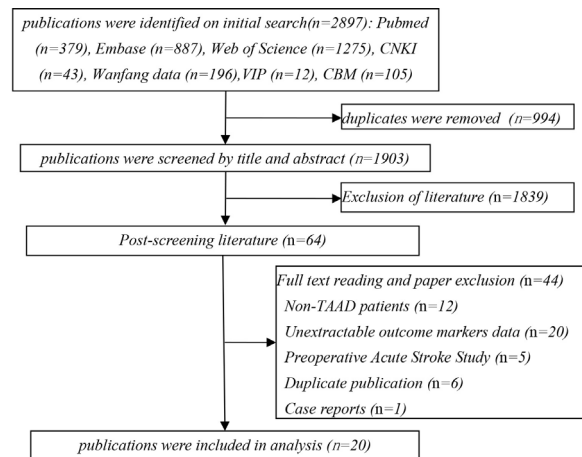 publications were identified on initial search(n=2897): Pubmed
(n=379), Embase (n=887), Web of Science (n=1275), CNKI
(n=43), Wanfang data (n=196),VIP (n=12), CBM (n=105)
duplicates were removed (n=994)
publications were screened by title and abstract (n=1903)
Exclusion of literature (n=1839)
Post-screening literature (n=64)
Full text reading and paper exclusion (n=44)
Non-TAAD patients (n=12)
Unextractable outcome markers data (n=20)
Preoperative Acute Stroke Study (n=5)
Duplicate publication (n=6)
Case reports (n=1)
publications were included in analysis (n=20)